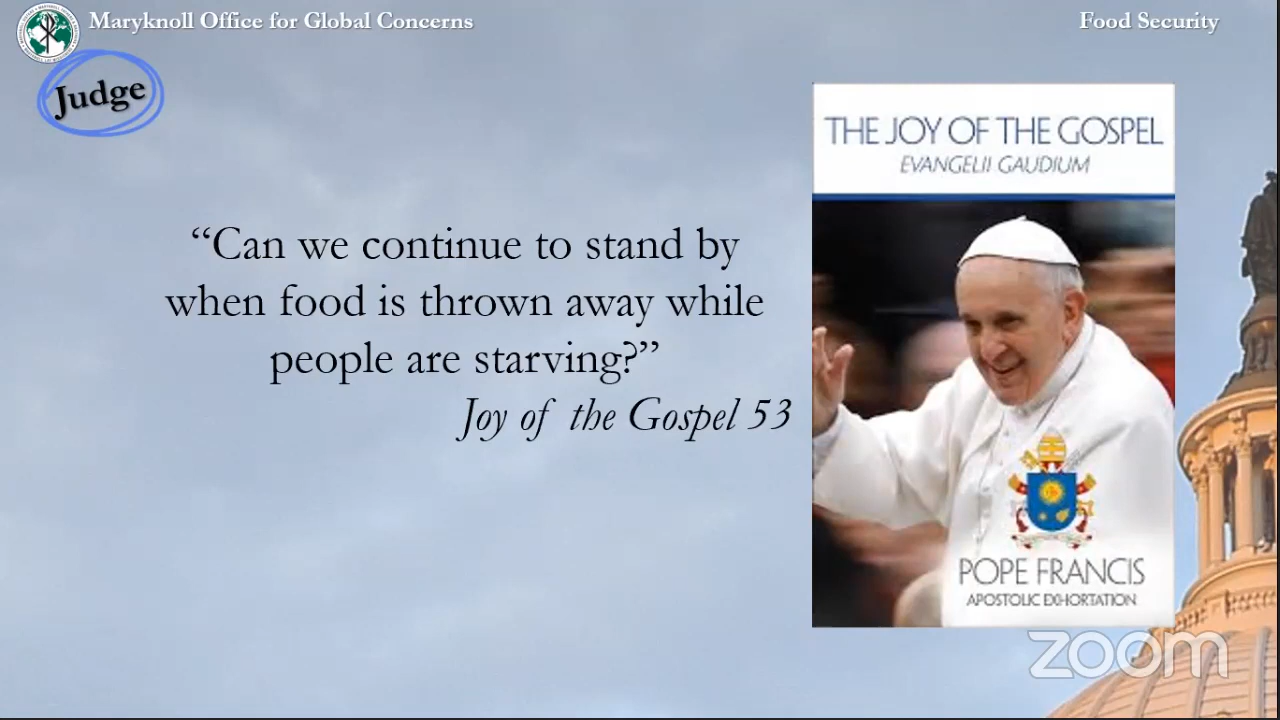 Maryknoll Office for Global Concerns
Food Security
Judge
“Can we continue to stand by
when food is thrown away while
people are starving?”
Joy of the Gospel 53
THE JOY OF THE GOSPEL
EVANGELII GAUDIUM
POPE FRANCIS
APOSTOLIC EXHORTATION
zoom